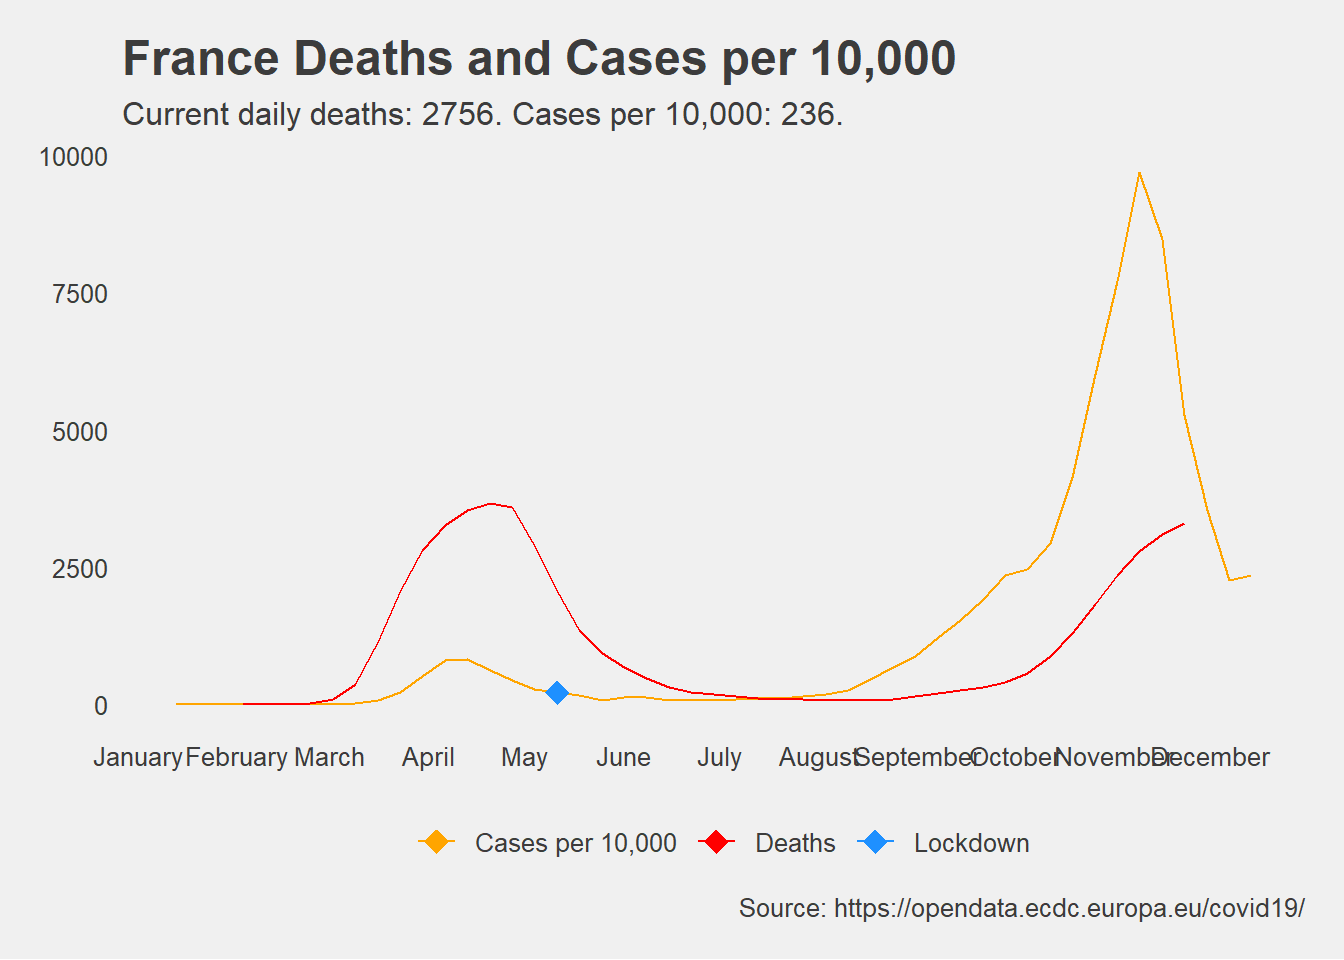 France Deaths and Cases per 10,000
Current daily deaths: 2756. Cases per 10,000: 236.
10000
7500
5000
2500
0
January February March April May June July August September October November December
Cases per 10,000 Deaths Lockdown
Source: https://opendata.ecdc.europa.eu/covid19/